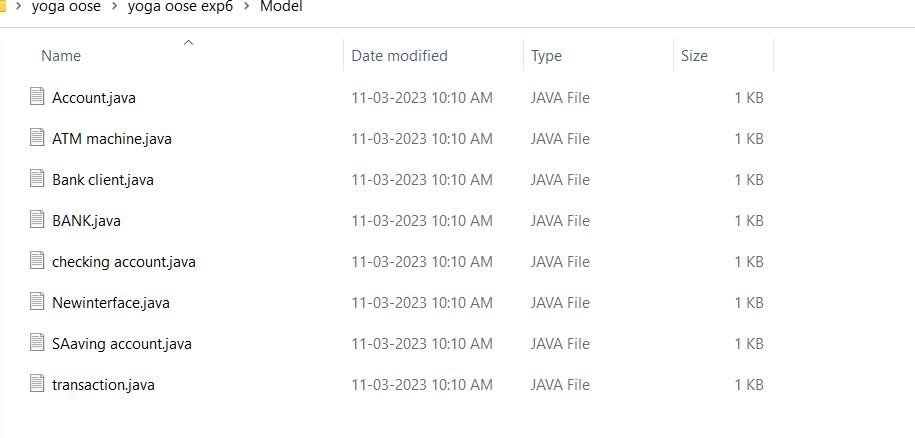 yoga oose > yoga oose exp6 > Model
Name Date modified Type Size
Account.java 11-03-2023 10:10 AM JAVA File 1 KB
ATM machine.java 11-03-2023 10:10 AM JAVA File 1 KB
Bank client.java 11-03-2023 10:10 AM JAVA File 1 KB
BANK.java 11-03-2023 10:10 AM JAVA File 1 KB
checking account.java 11-03-2023 10:10 AM JAVA File 1 KB
Newinterface.java 11-03-2023 10:10 AM JAVA File 1 KB
SAaving account.java 11-03-2023 10:10 AM JAVA File 1 KB
transaction.java 11-03-2023 10:10 AM JAVA File 1 KB